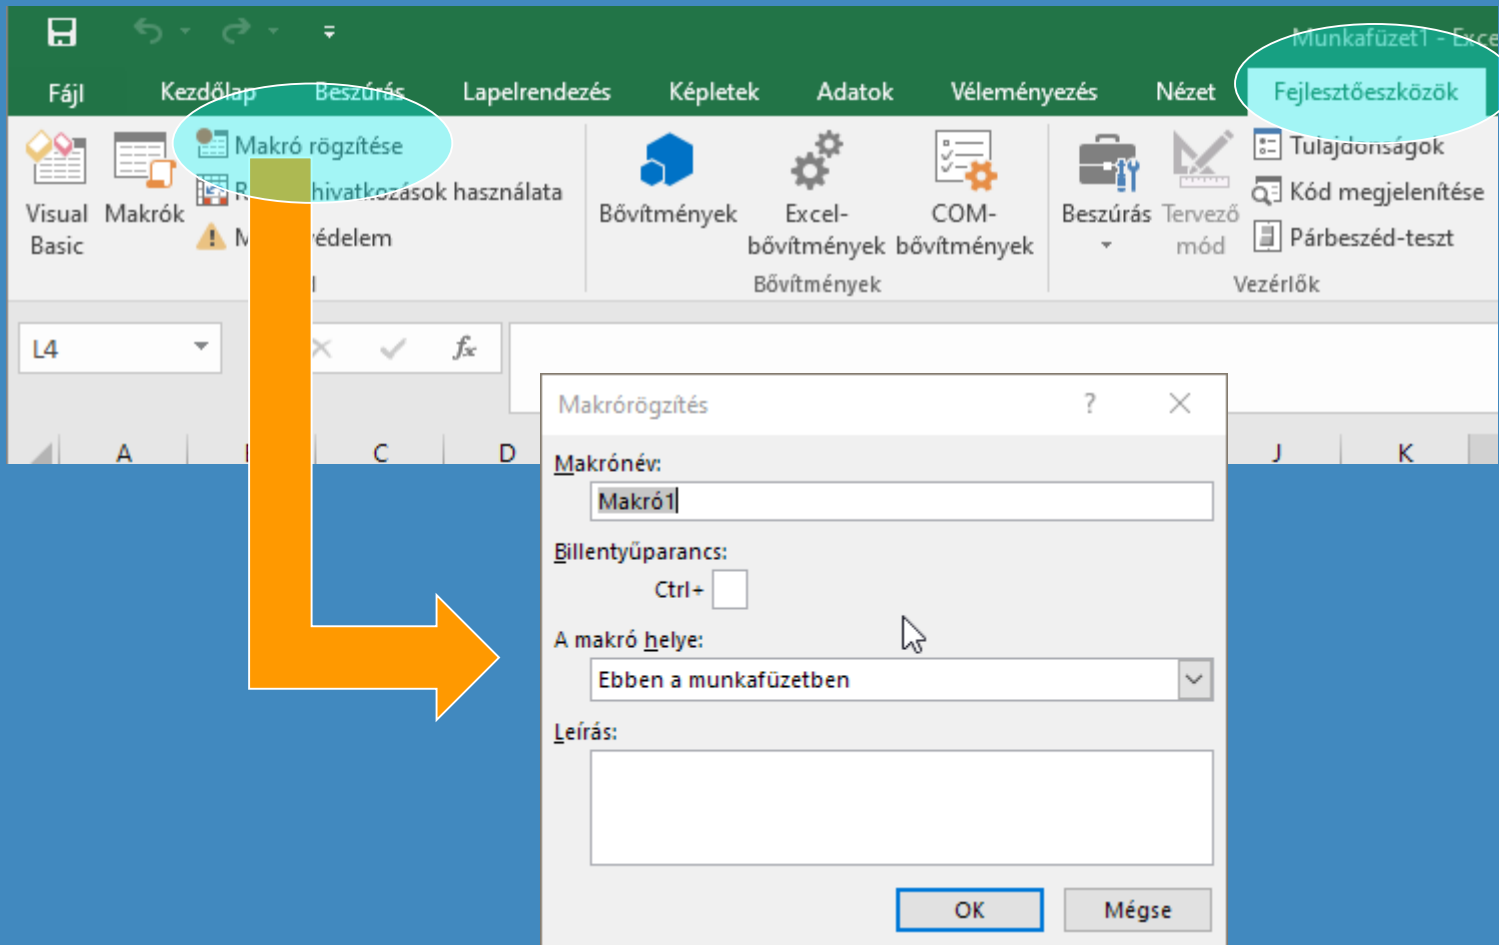 Munkafüzet1 - Exce
Fájl Kezdőlap Beszúrás Lapelrendezés Képletek Adatok Véleményezés Nézet Fejlesztőeszközök
Visual
Basic
Makrók
Makró rögzítése
hivatkozások használata
védelem
Bővítmények
Excel-
bővítmények
COM-
bővítmények
Bővítmények
Beszúrás
Tervező
mód
Tulajdonságok
Kód megjelenítése
Párbeszéd-teszt
Vezérlők
L4
fx
A C D J K
Makrórögzítés ?
Makrónév:
Makró1
Billentyűparancs:
Ctrl+
A makró helye:
Ebben a munkafüzetben
Leírás:
OK Mégse